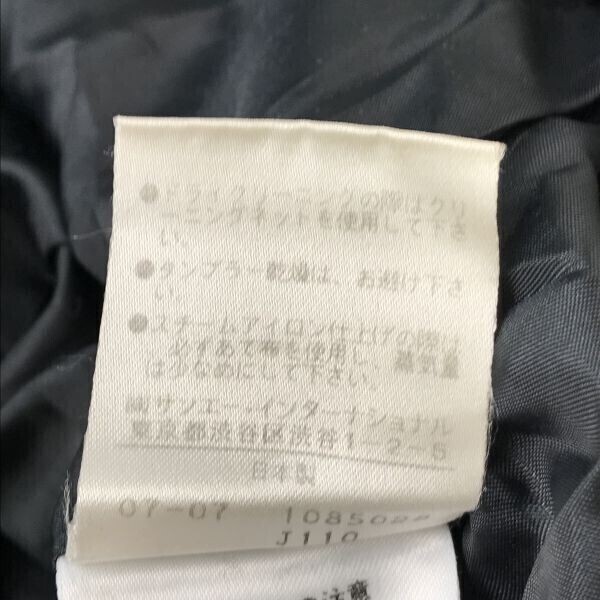 ●ドライクリーニングの際はクリ
ーニングネットを使用して下さ
い。
●タンブラー乾燥は、お避け下さ
い。
●スチームアイロン仕上げの際は
必ずあて布を使用し、蒸気量
は少なめにして下さい。
㈱サンエー・インターナショナル
東京都渋谷区渋谷1-2-5
日本製
07-07 1085022
J110
注意